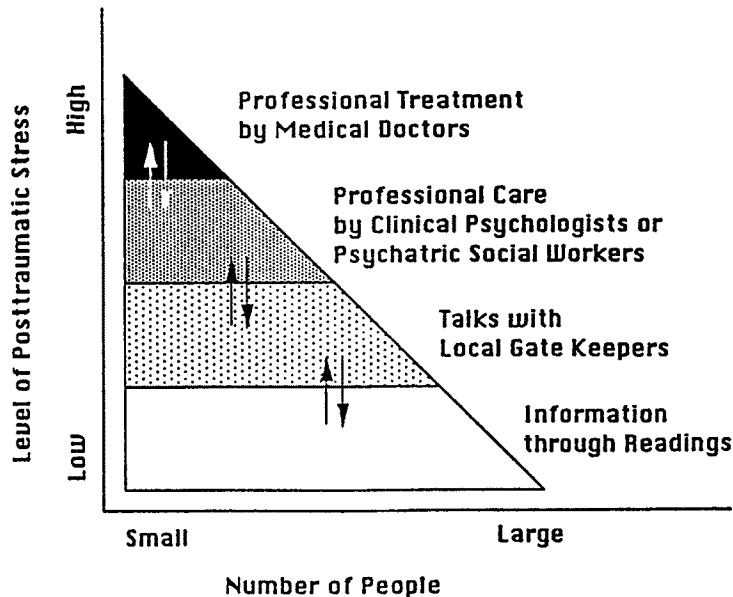 Level of Posttraumatic Stress
High
Low
Professional Treatment
by Medical Doctors
Professional Care
by Clinical Psychologists or
Psychatric Social Workers
Talks with
Local Gate Keepers
Information
through Readings
Small
Large
Number of People